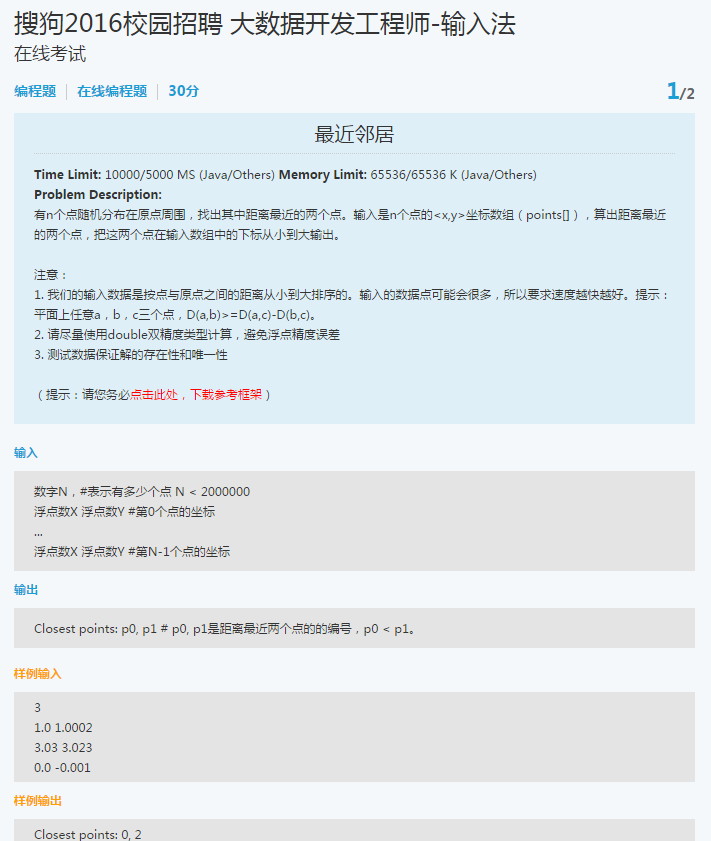 搜狗2016校园招聘 大数据开发工程师-输入法
在线考试
编程题 在线编程题 30分 1/2
最近邻居
Time Limit: 10000/5000 MS (Java/Others) Memory Limit: 65536/65536 K (Java/Others)
Problem Description:
有n个点随机分布在原点周围，找出其中距离最近的两个点。输入是n个点的<x,y>坐标数组（points[]），算出距离最近
的两个点，把这两个点在输入数组中的下标从小到大输出。
注意：
1. 我们的输入数据是按点与原点之间的距离从小到大排序的。输入的数据点可能会很多，所以要求速度越快越好。提示：
平面上任意a，b，c三个点，D(a,b)>=D(a,c)-D(b,c)。
2. 请尽量使用double双精度类型计算，避免浮点精度误差
3. 测试数据保证解的存在性和唯一性
（提示：请您务必点击此处，下载参考框架）
输入
数字N，#表示有多少个点 N < 2000000
浮点数X 浮点数Y #第0个点的坐标
...
浮点数X 浮点数Y #第N-1个点的坐标
输出
Closest points: p0, p1 # p0, p1是距离最近两个点的的编号，p0 < p1。
样例输入
3
1.0 1.0002
3.03 3.023
0.0 -0.001
样例输出
Closest points: 0, 2